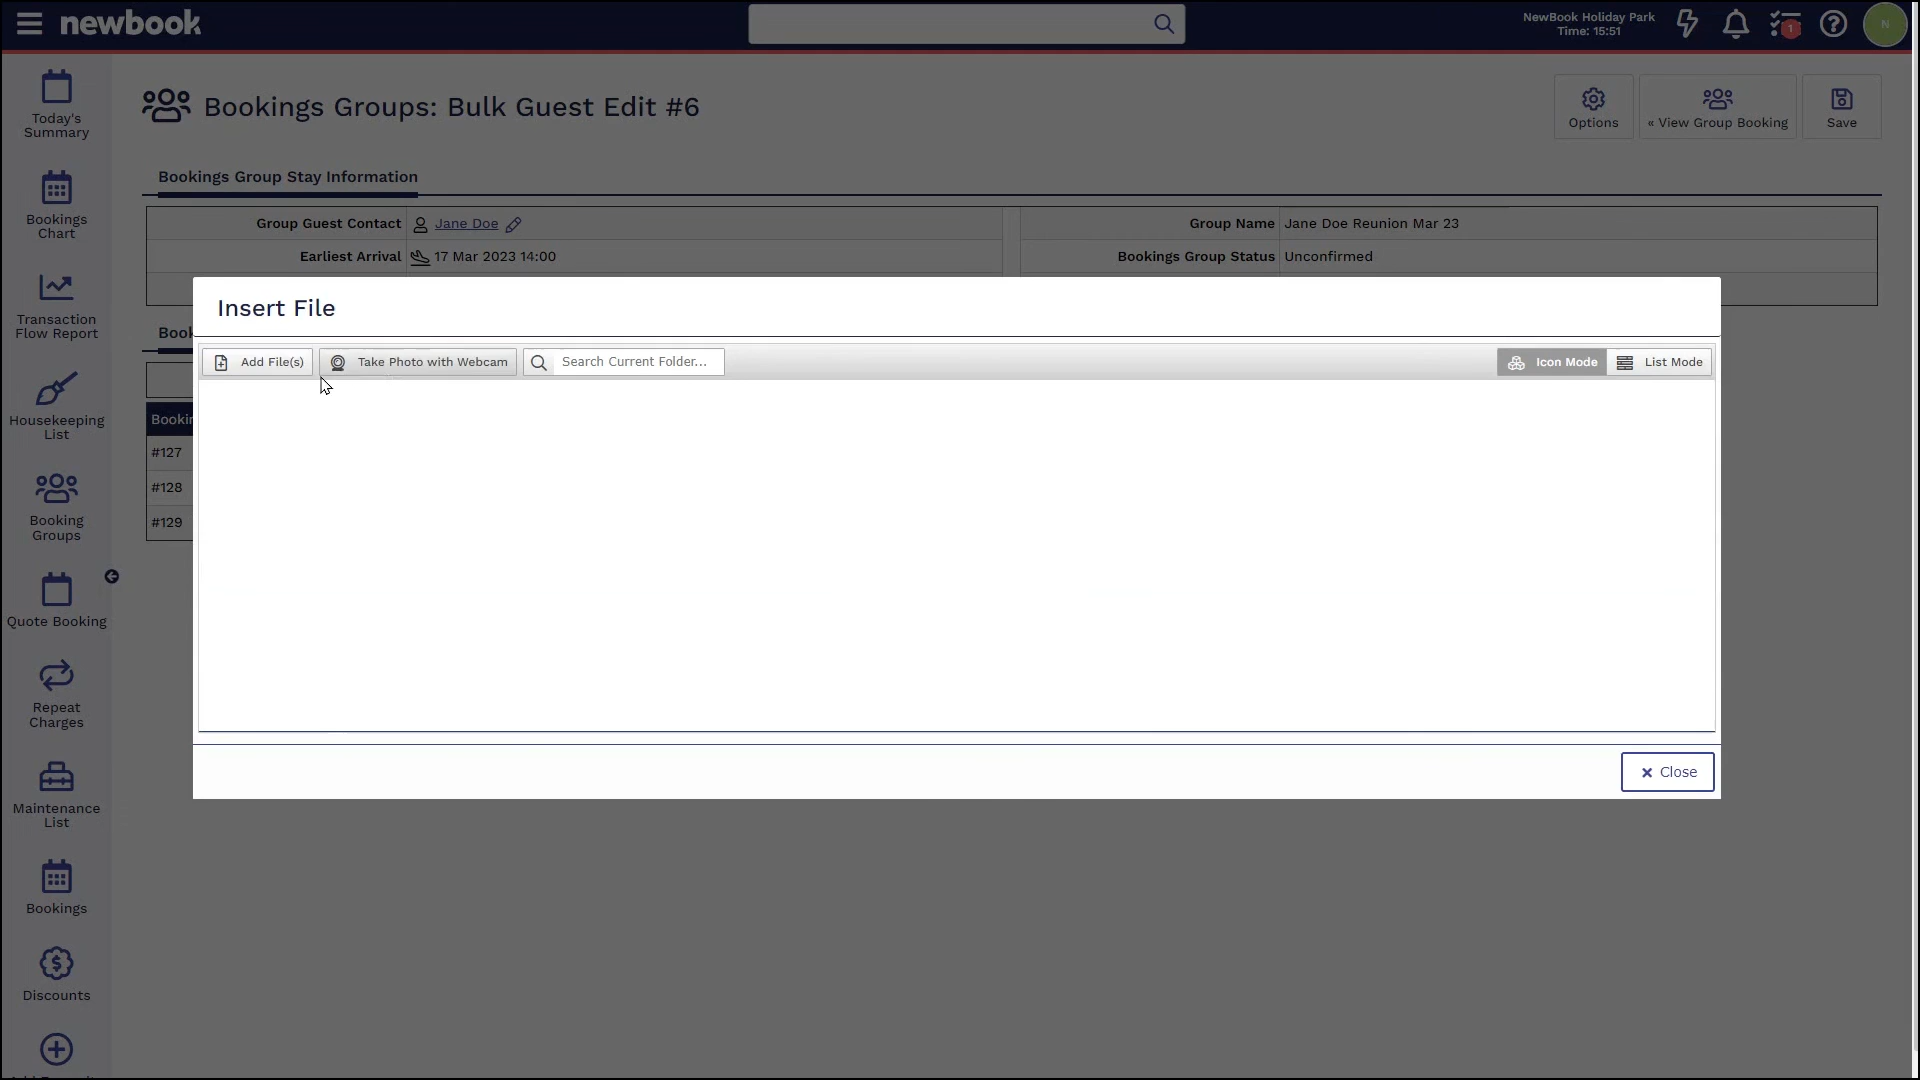 newbook
NewBook Holiday Park
Time: 15:51
1
N
Today's
Summary
Bookings
Chart
Transaction
Flow Report
Housekeeping
List
Booking
Groups
Quote Booking
Repeat
Charges
Maintenance
List
Bookings
Discounts
Bookings Groups: Bulk Guest Edit #6
Options
« View Group Booking
Save
Bookings Group Stay Information
Group Guest Contact Jane Doe
Group Name Jane Doe Reunion Mar 23
Earliest Arrival 17 Mar 2023 14:00
Bookings Group Status Unconfirmed
#127
#128
#129
Insert File
Add File(s)
Take Photo with Webcam
Search Current Folder...
Icon Mode
List Mode
Close